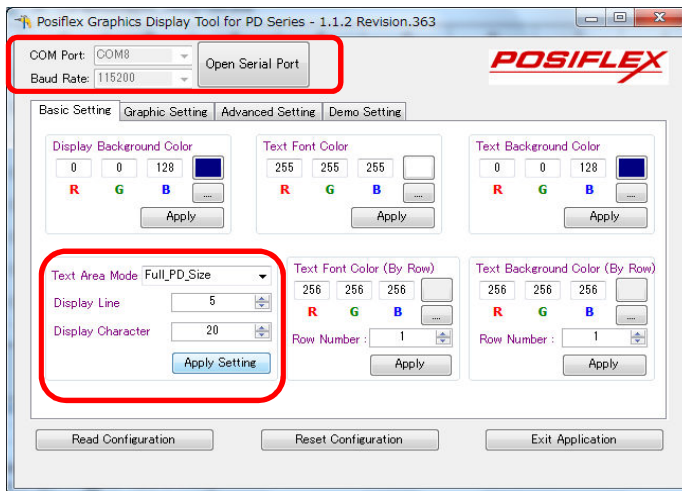 Posiflex Graphics Display Tool for PD Series - 1.1.2 Revision.363
COM Port: COM8
Baud Rate: 115200
Open Serial Port
POSIFLEX
Basic Setting Graphic Setting Advanced Setting Demo Setting
Display Background Color
0 0 128
R G B ....
Apply
Text Font Color
255 255 255
R G B ....
Apply
Text Background Color
0 0 128
R G B ....
Apply
Text Area Mode Full_PD_Size
Display Line 5
Display Character 20
Apply Setting
Text Font Color (By Row)
256 256 256
R G B ....
Row Number : 1
Apply
Text Background Color (By Row)
256 256 256
R G B ....
Row Number : 1
Apply
Read Configuration Reset Configuration Exit Application